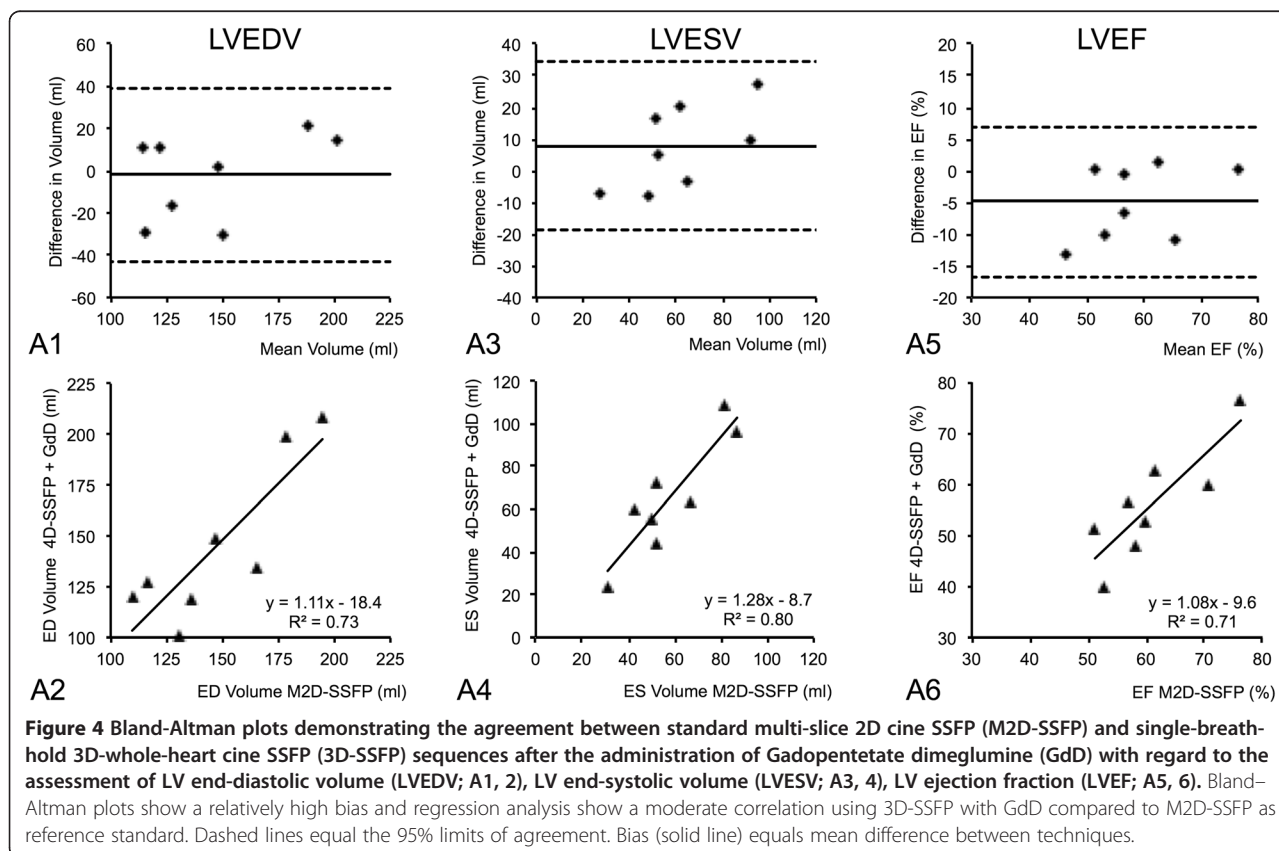 LVEDV
LVESV
LVEF
Difference in Volume (ml)
60
40
20
0
-20
-40
-60
100 125 150 175 200 225
A1
Mean Volume (ml)
Difference in Volume (ml)
40
30
20
10
0
-10
-20
-30
-40
0 20 40 60 80 100 120
A3
Mean Volume (ml)
Difference in EF (%)
20
15
10
5
0
-5
-10
-15
20
30 40 50 60 70 80
A5
Mean EF (%)
ED Volume 4D-SSFP + GdD (ml)
225
200
175
150
125
100
100 125 150 175 200 225
y = 1.11x - 18.4
R² = 0.73
A2
ED Volume M2D-SSFP (ml)
ES Volume 4D-SSFP + GdD (ml)
120
100
80
60
40
20
0
0 20 40 60 80 100 120
y = 1.28x - 8.7
R² = 0.80
A4
ES Volume M2D-SSFP (ml)
EF 4D-SSFP + GdD (%)
80
70
60
50
40
30
30 40 50 60 70 80
y = 1.08x - 9.6
R² = 0.71
A6
EF M2D-SSFP (%)
Figure 4 Bland-Altman plots demonstrating the agreement between standard multi-slice 2D cine SSFP (M2D-SSFP) and single-breath-
hold 3D-whole-heart cine SSFP (3D-SSFP) sequences after the administration of Gadopentetate dimeglumine (GdD) with regard to the
assessment of LV end-diastolic volume (LVEDV; A1, 2), LV end-systolic volume (LVESV; A3, 4), LV ejection fraction (LVEF; A5, 6). Bland–
Altman plots show a relatively high bias and regression analysis show a moderate correlation using 3D-SSFP with GdD compared to M2D-SSFP as
reference standard. Dashed lines equal the 95% limits of agreement. Bias (solid line) equals mean difference between techniques.